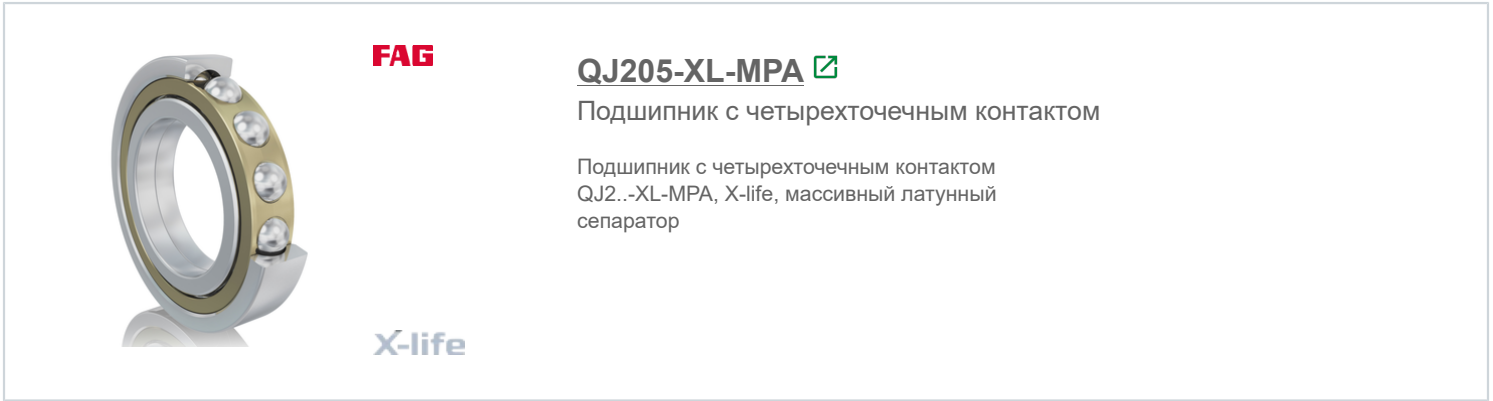 FAG
QJ205-XL-MPA
Подшипник с четырехточечным контактом
Подшипник с четырехточечным контактом
QJ2..-XL-MPA, X-life, массивный латунный
сепаратор
X-life